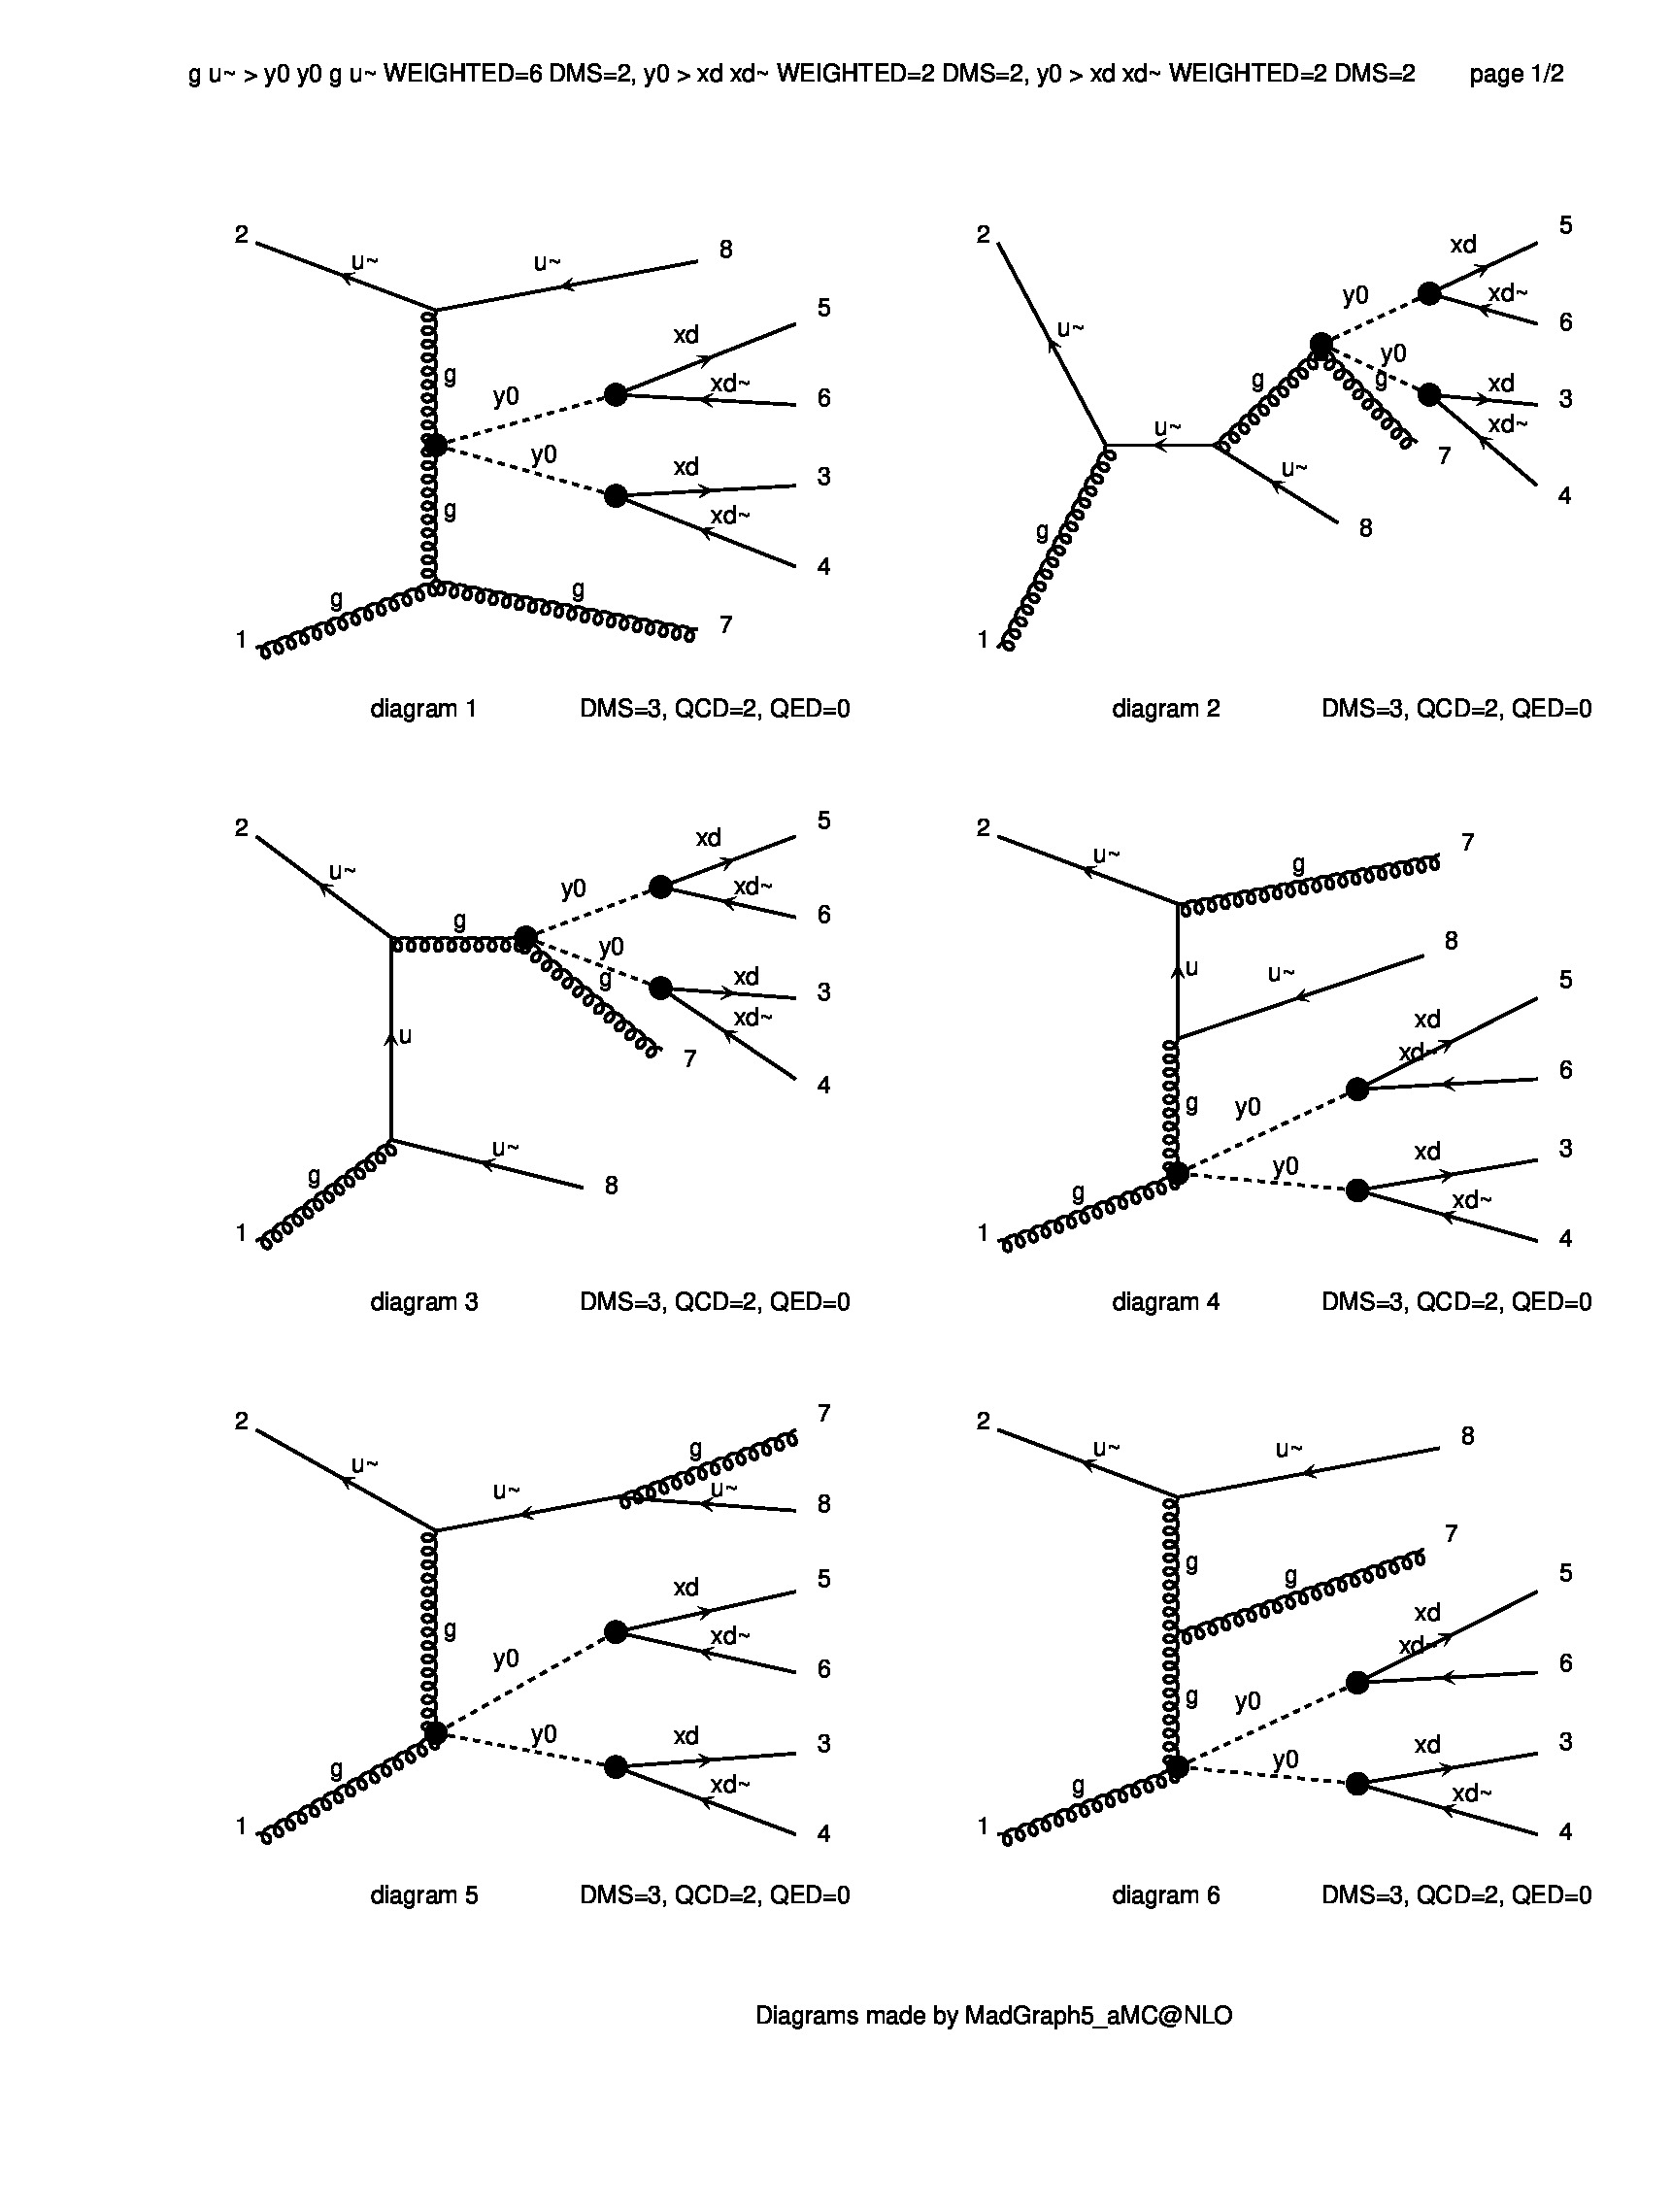 g u~ > y0 y0 g u~ WEIGHTED=6 DMS=2, y0 > xd xd~ WEIGHTED=2 DMS=2, y0 > xd xd~ WEIGHTED=2 DMS=2 page 1/2
2
u~
u~
8
5
xd
g
y0
xd~
6
y0
xd
3
g
xd~
4
g
g
1
7
diagram 1 DMS=3, QCD=2, QED=0
2
5
xd
y0
xd~
6
u~
y0
g
g
xd
3
xd~
u~
7
u~
4
g
8
1
diagram 2 DMS=3, QCD=2, QED=0
2
5
xd
u~
y0
xd~
6
g
y0
g
xd
3
xd~
u
7
4
u~
g
8
1
diagram 3 DMS=3, QCD=2, QED=0
2
7
u~
g
8
u
u~
5
xd
xd~
6
g
y0
xd
3
y0
g
xd~
1
4
diagram 4 DMS=3, QCD=2, QED=0
2
7
u~
g
u~
u~
8
5
xd
g
xd~
y0
6
y0
xd
3
g
xd~
1
4
diagram 5 DMS=3, QCD=2, QED=0
2
8
u~
u~
7
g
g
5
xd
xd~
6
g
y0
xd
3
y0
g
xd~
1
4
diagram 6 DMS=3, QCD=2, QED=0
Diagrams made by MadGraph5_aMC@NLO